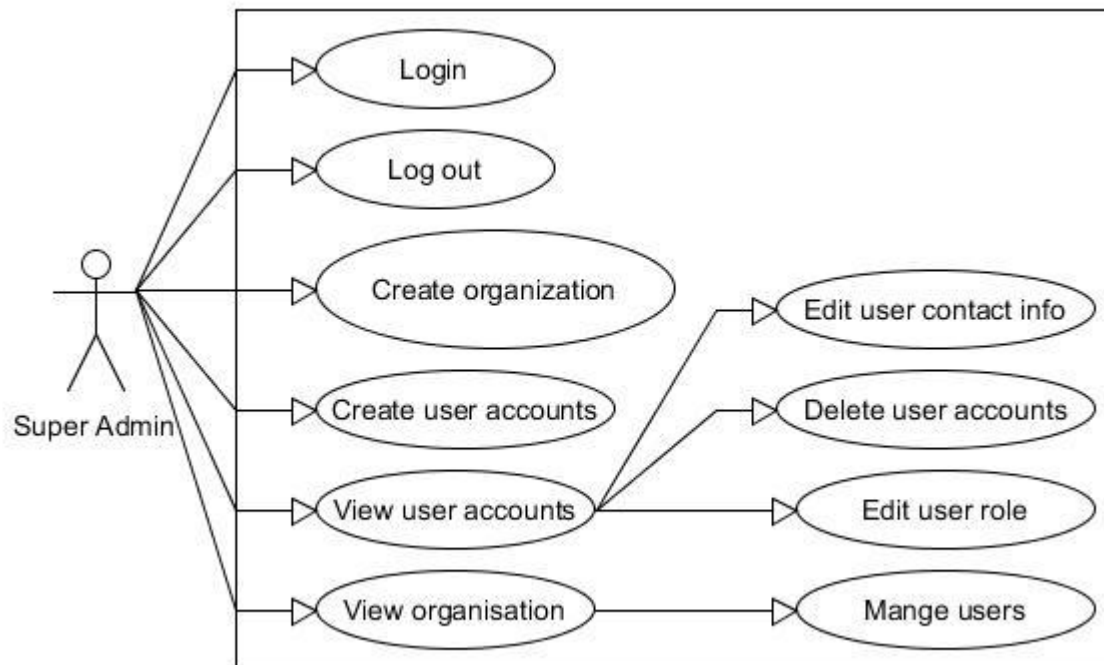 Login
Log out
Create organization
Edit user contact info
Create user accounts
Delete user accounts
Super Admin
View user accounts
Edit user role
View organisation
Mange users